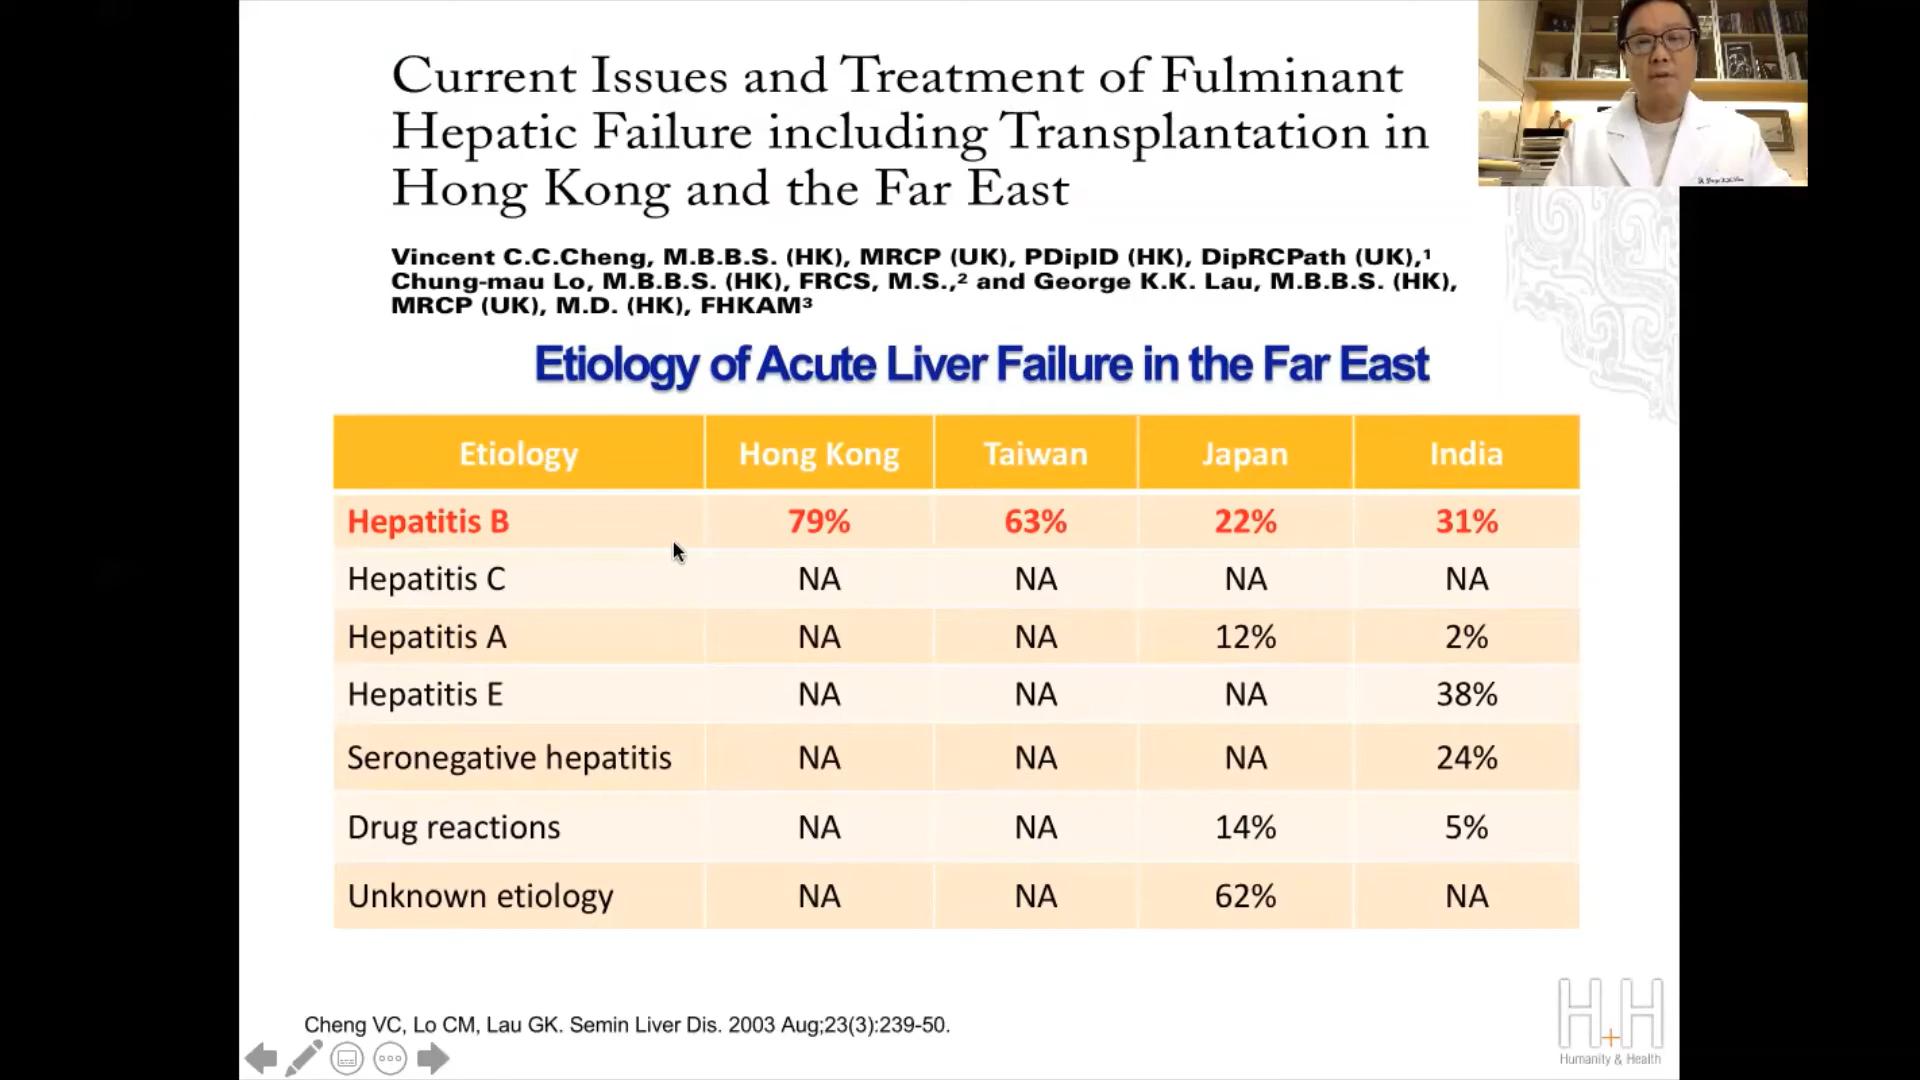 Current Issues and Treatment of Fulminant
Hepatic Failure including Transplantation in
Hong Kong and the Far East
Vincent C.C.Cheng, M.B.B.S. (HK), MRCP (UK), PDipID (HK), DipRCPath (UK),¹
Chung-mau Lo, M.B.B.S. (HK), FRCS, M.S.,² and George K.K. Lau, M.B.B.S. (HK),
MRCP (UK), M.D. (HK), FHKAM³
Etiology of Acute Liver Failure in the Far East
Etiology Hong Kong Taiwan Japan India
Hepatitis B 79% 63% 22% 31%
Hepatitis C NA NA NA NA
Hepatitis A NA NA 12% 2%
Hepatitis E NA NA NA 38%
Seronegative hepatitis NA NA NA 24%
Drug reactions NA NA 14% 5%
Unknown etiology NA NA 62% NA
Cheng VC, Lo CM, Lau GK. Semin Liver Dis. 2003 Aug;23(3):239-50.
H+H
Humanity & Health